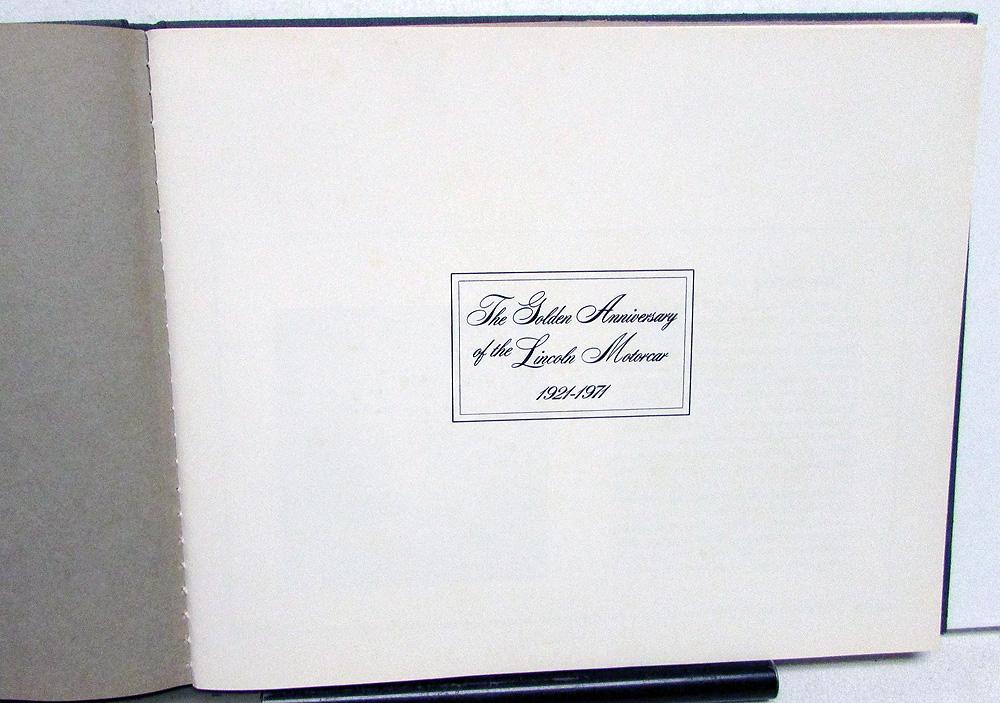 The Golden Anniversary
of the Lincoln Motorcar
1921-1971